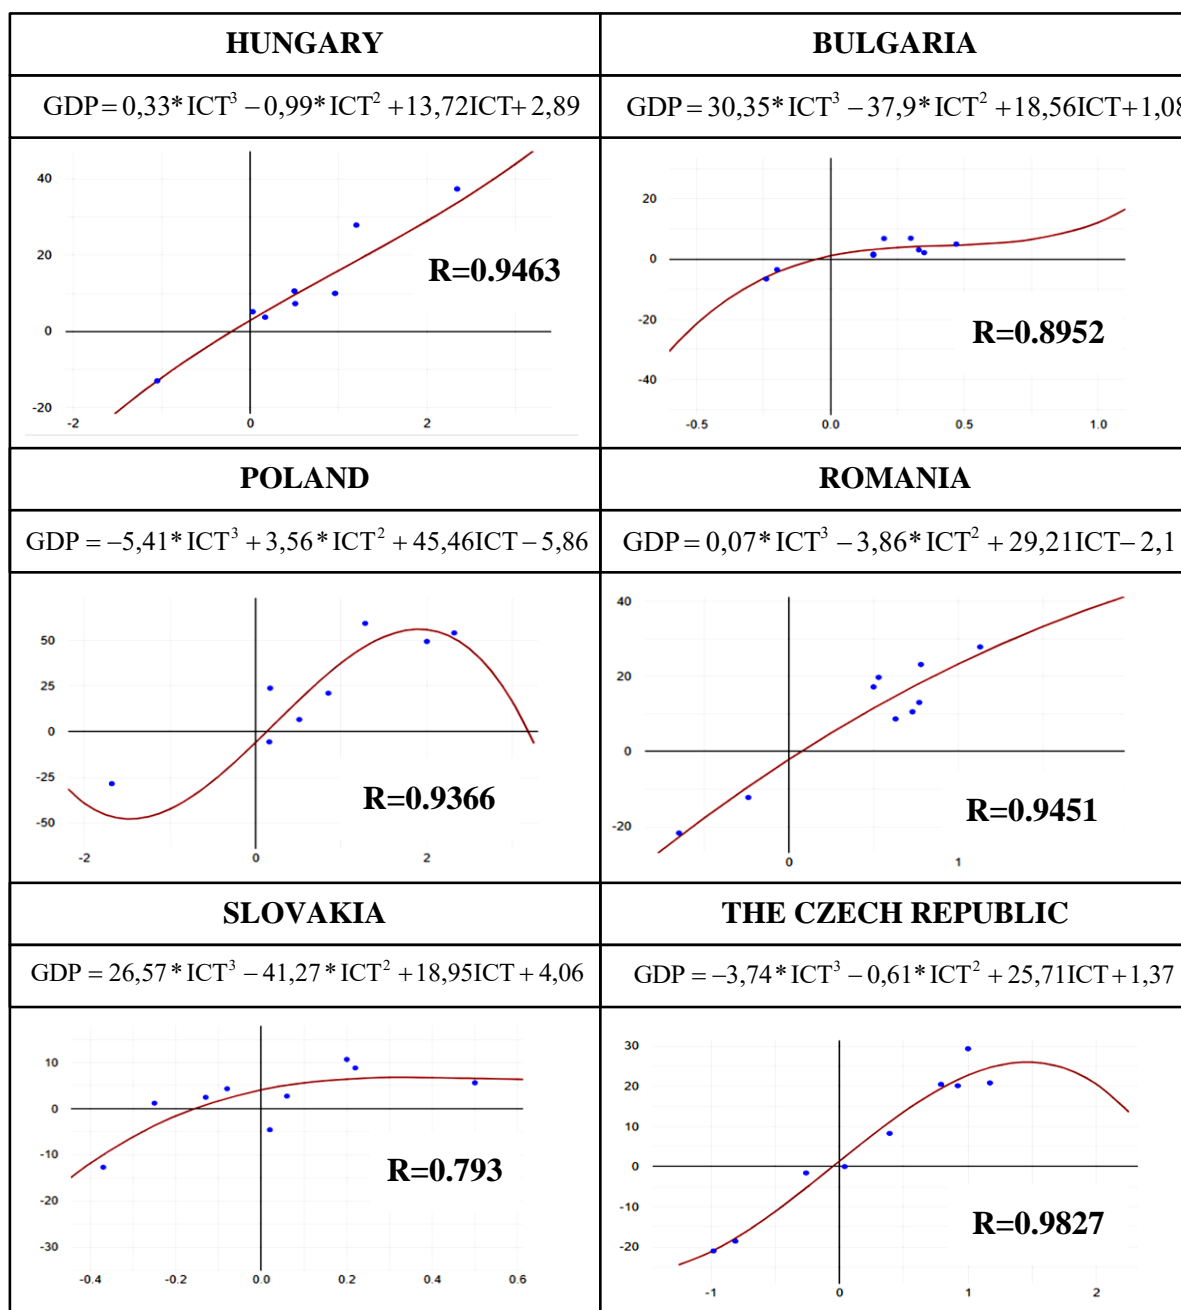 HUNGARY
BULGARIA
GDP = 0,33* ICT³ − 0,99* ICT² +13,72ICT+ 2,89
GDP = 30,35* ICT³ − 37,9* ICT² +18,56ICT+1,08
40
20
0
-20
-2
0
2
R=0.9463
20
0
-20
-40
-0.5
0.0
0.5
1.0
R=0.8952
POLAND
ROMANIA
GDP = −5,41* ICT³ + 3,56* ICT² + 45,46ICT − 5,86
GDP = 0,07* ICT³ − 3,86* ICT² + 29,21ICT− 2,1
50
25
0
-25
-50
-2
0
2
R=0.9366
40
20
0
-20
0
1
R=0.9451
SLOVAKIA
THE CZECH REPUBLIC
GDP = 26,57* ICT³ − 41,27* ICT² +18,95ICT + 4,06
GDP = −3,74* ICT³ − 0,61* ICT² + 25,71ICT+1,37
10
0
-10
-20
-30
-0.4
-0.2
0.0
0.2
0.4
0.6
R=0.793
30
20
10
0
-10
-20
-1
0
1
2
R=0.9827